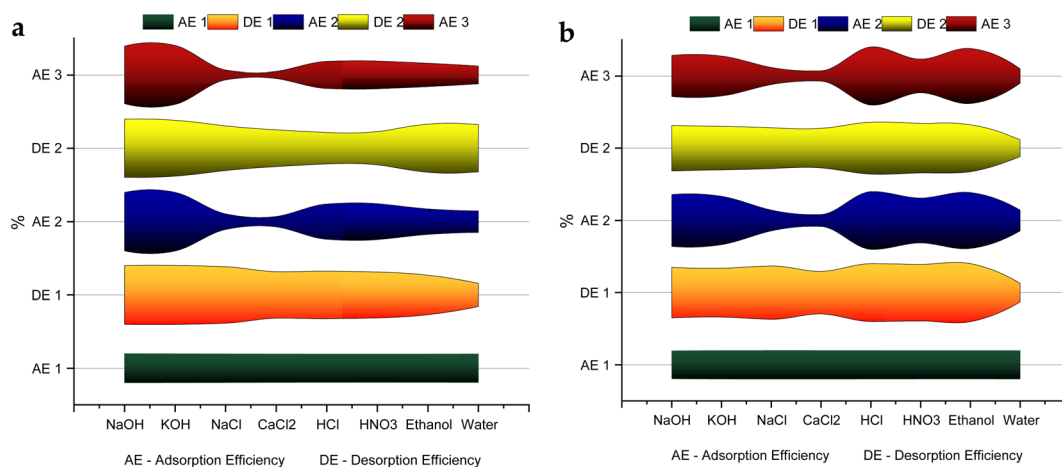 a
AE 1 DE 1 AE 2 DE 2 AE 3
AE 3
DE 2
AE 2
DE 1
AE 1
%
NaOH KOH NaCl CaCl2 HCl HNO3 Ethanol Water
AE - Adsorption Efficiency DE - Desorption Efficiency
b
AE 1 DE 1 AE 2 DE 2 AE 3
AE 3
DE 2
AE 2
DE 1
AE 1
%
NaOH KOH NaCl CaCl2 HCl HNO3 Ethanol Water
AE - Adsorption Efficiency DE - Desorption Efficiency